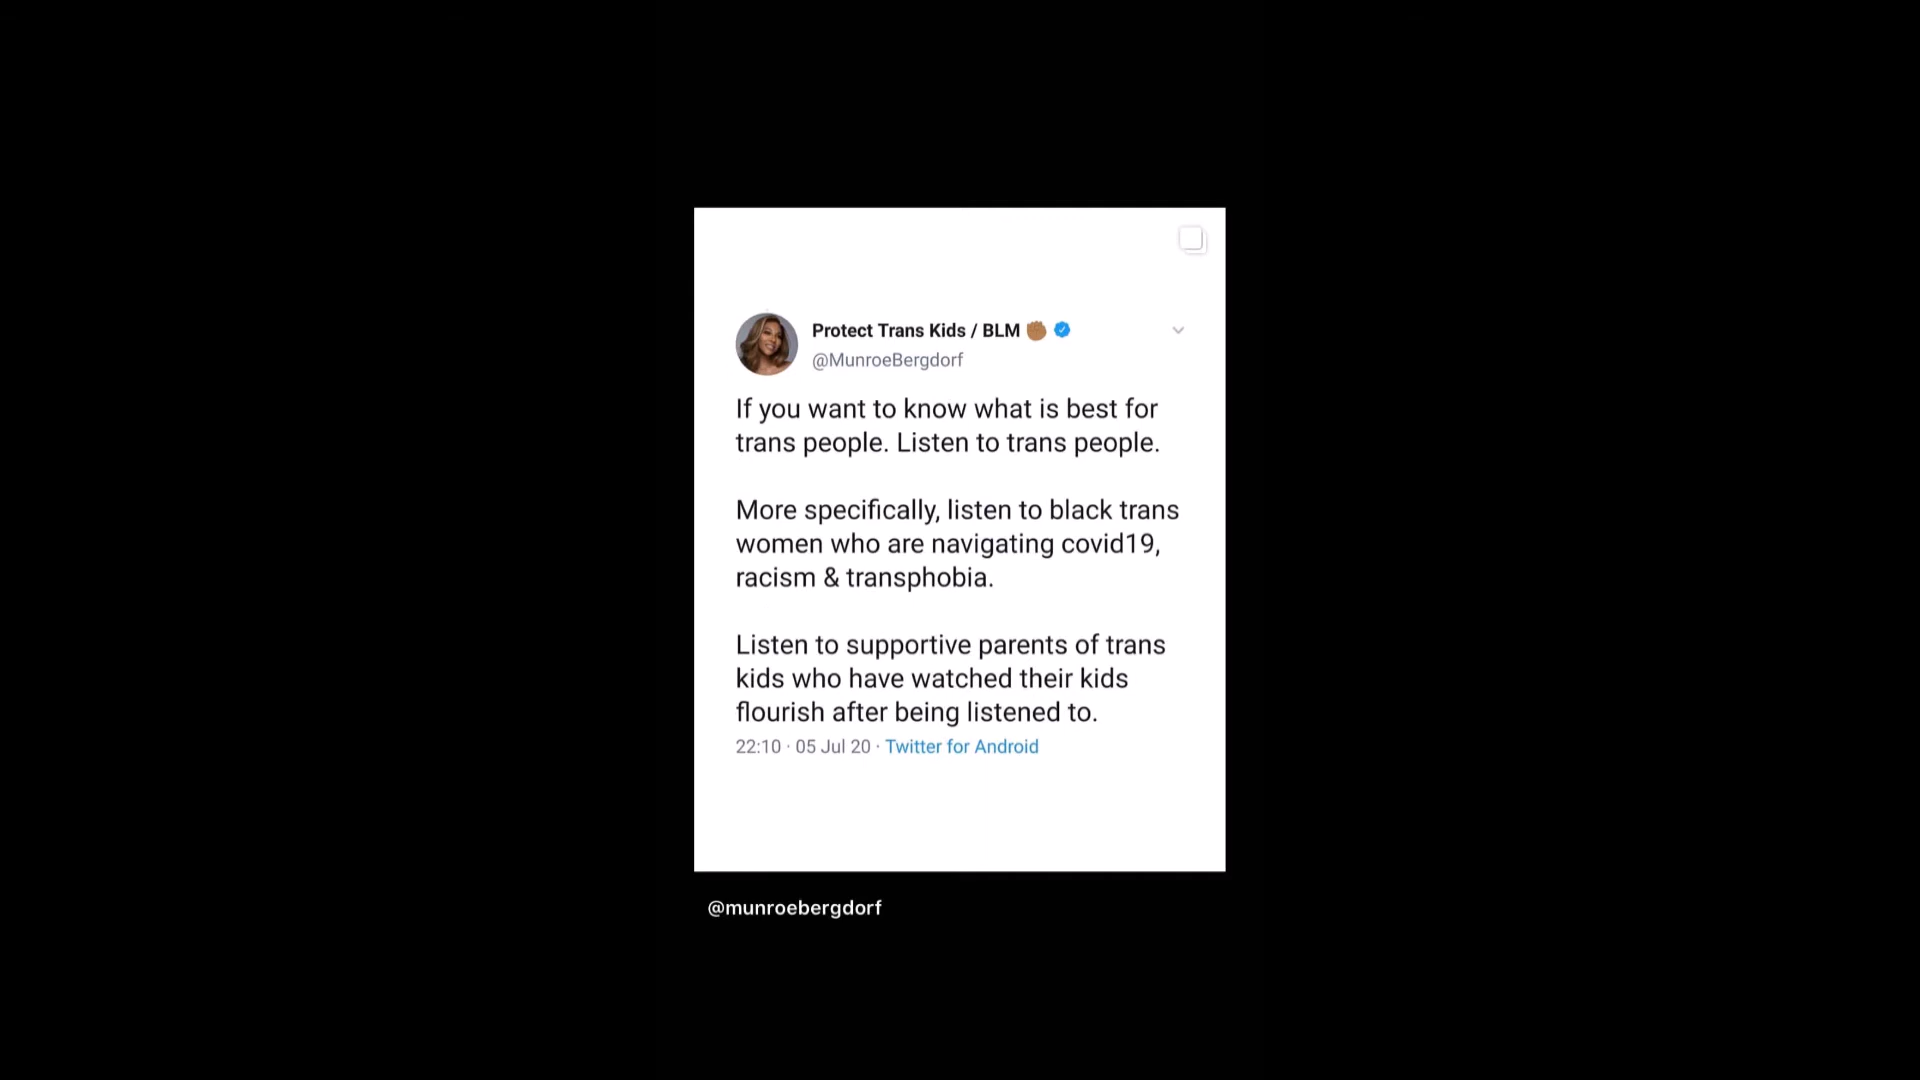 Protect Trans Kids / BLM ✊🏾
@MunroeBergdorf
If you want to know what is best for
trans people. Listen to trans people.
More specifically, listen to black trans
women who are navigating covid19,
racism & transphobia.
Listen to supportive parents of trans
kids who have watched their kids
flourish after being listened to.
22:10 · 05 Jul 20 · Twitter for Android
@munroebergdorf